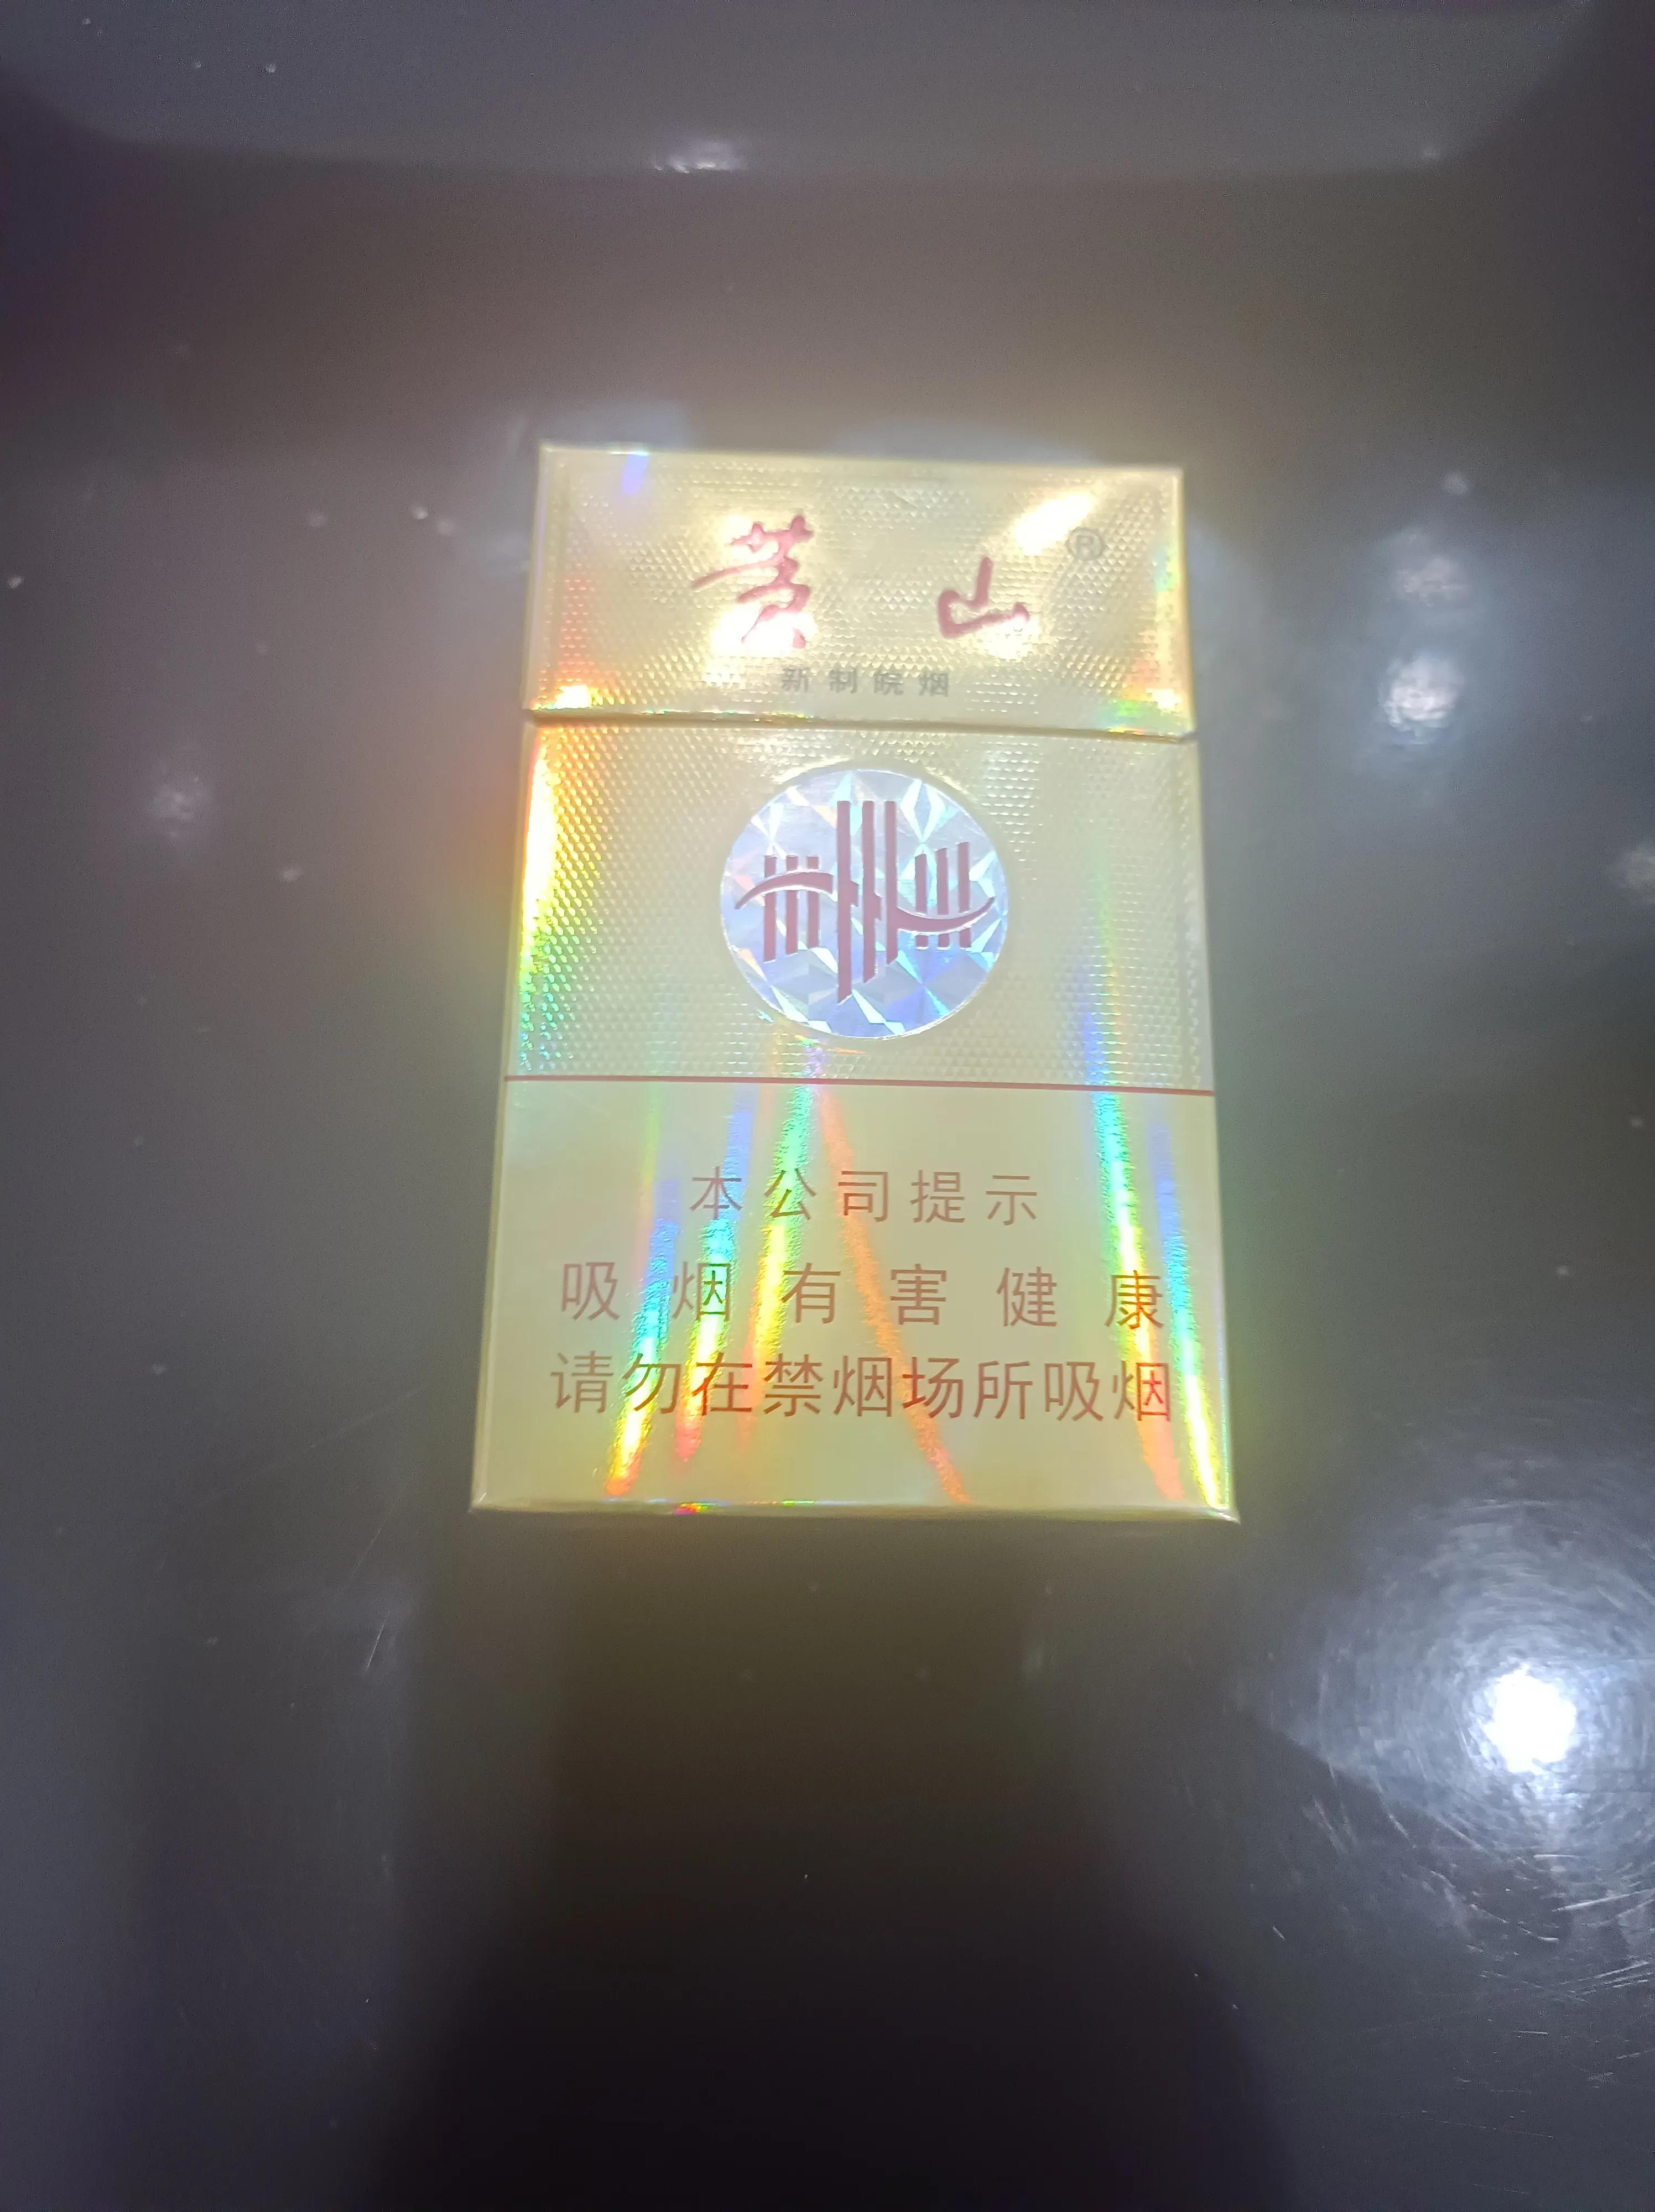 黄山®
新制皖烟
本公司提示
吸烟有害健康
请勿在禁烟场所吸烟